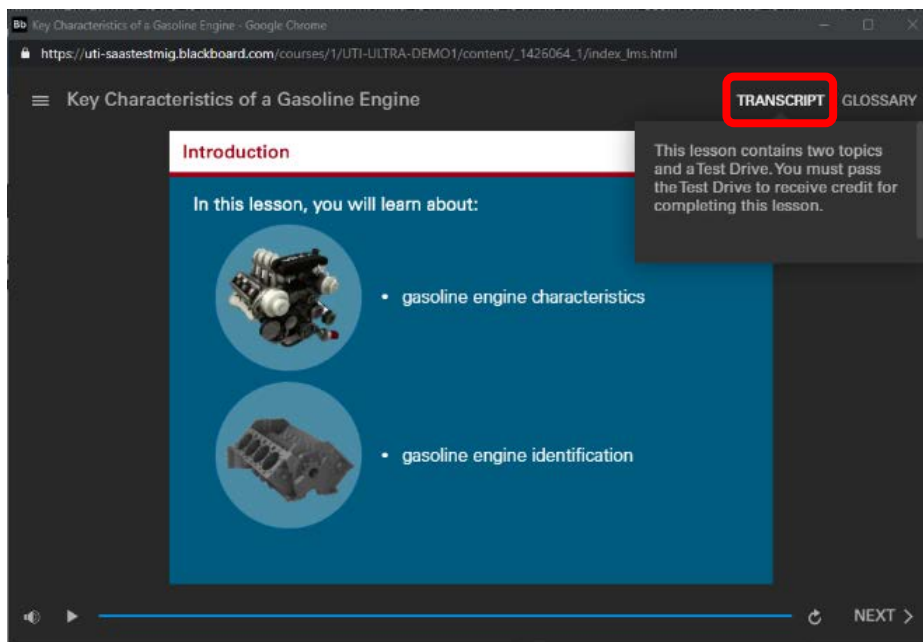 Bb Key Characteristics of a Gasoline Engine - Google Chrome
https://uti-saastestmig.blackboard.com/courses/1/UTI-ULTRA-DEMO1/content/_1426064_1/index_lms.html
Key Characteristics of a Gasoline Engine
TRANSCRIPT GLOSSARY
This lesson contains two topics
and a Test Drive. You must pass
the Test Drive to receive credit for
completing this lesson.
Introduction
In this lesson, you will learn about:
• gasoline engine characteristics
• gasoline engine identification
NEXT